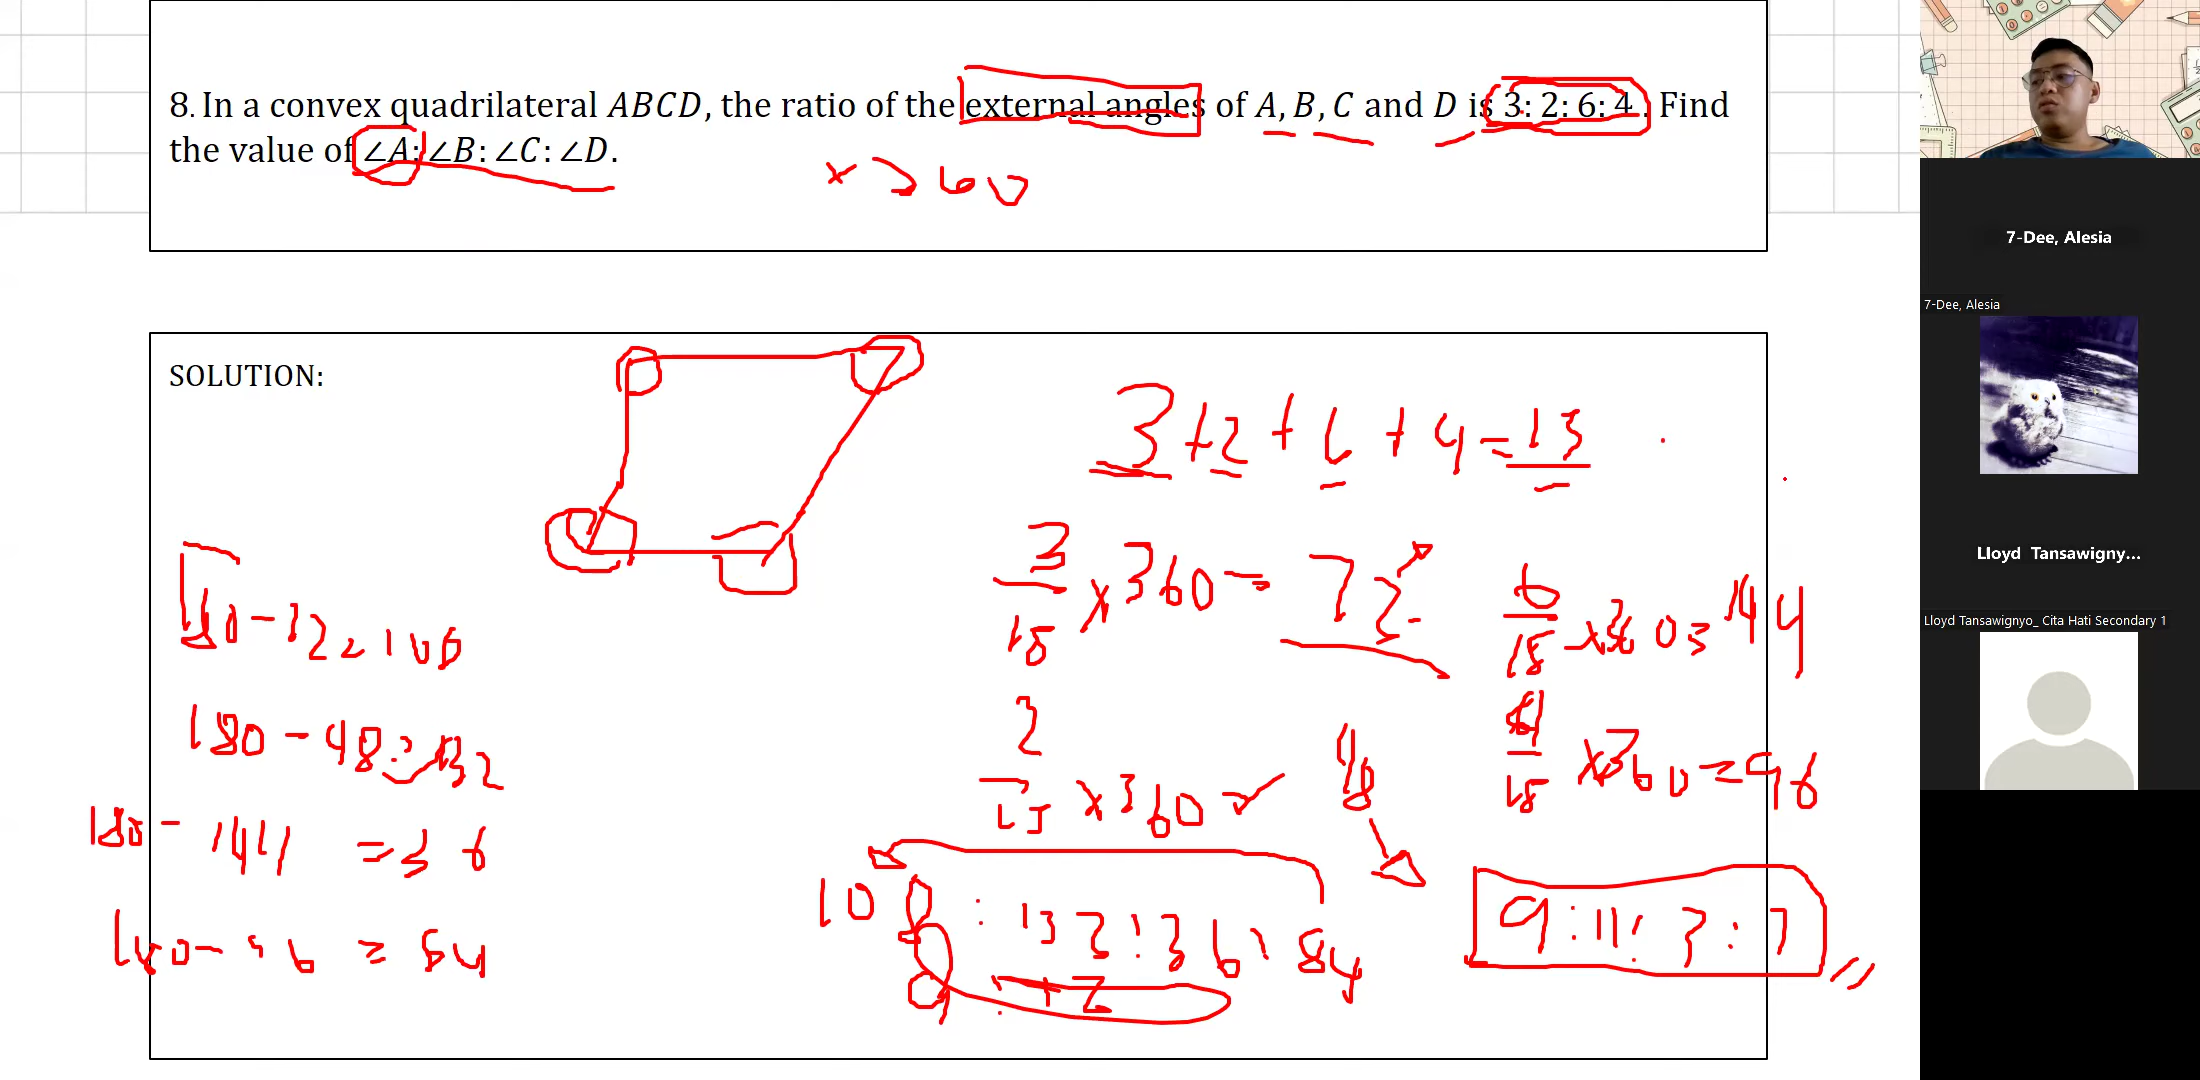 8. In a convex quadrilateral ABCD, the ratio of the external angles of A, B, C and D is 3: 2: 6: 4. Find
the value of ∠A: ∠B: ∠C: ∠D.
x 360
SOLUTION:
3 + 2 + 6 + 4 = 15
3/15 x 360 = 72
6/15 x 360 = 144
180 - 72 = 108
2/15 x 360 = 48
4/15 x 360 = 96
180 - 48 = 132
180 - 144 = 36
180 - 96 = 84
108 : 132 : 36 : 84
9 : 11 : 3 : 7
7-Dee, Alesia
7-Dee, Alesia
Lloyd Tansawigny...
Lloyd Tansawignyo_ Cita Hati Secondary 1